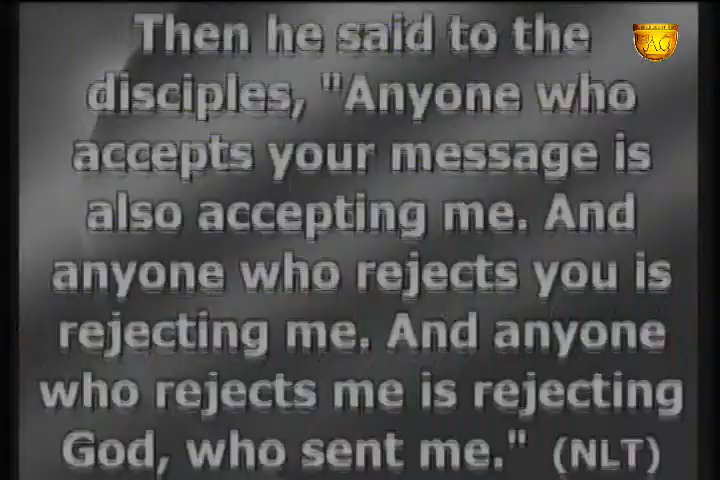 Then he said to the
disciples, "Anyone who
accepts your message is
also accepting me. And
anyone who rejects you is
rejecting me. And anyone
who rejects me is rejecting
God, who sent me." (NLT)
AG